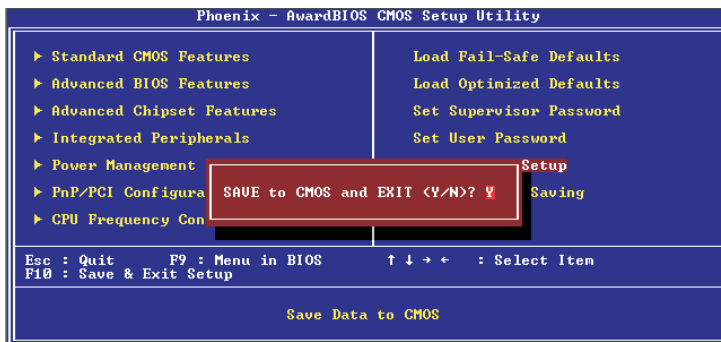 Phoenix - AwardBIOS CMOS Setup Utility
▶ Standard CMOS Features
▶ Advanced BIOS Features
▶ Advanced Chipset Features
▶ Integrated Peripherals
▶ Power Management
▶ PnP/PCI Configura
▶ CPU Frequency Con
Load Fail-Safe Defaults
Load Optimized Defaults
Set Supervisor Password
Set User Password
Setup
Saving
SAVE to CMOS and EXIT (Y/N)? Y
Esc : Quit F9 : Menu in BIOS ↑ ↓ → ← : Select Item
F10 : Save & Exit Setup
Save Data to CMOS